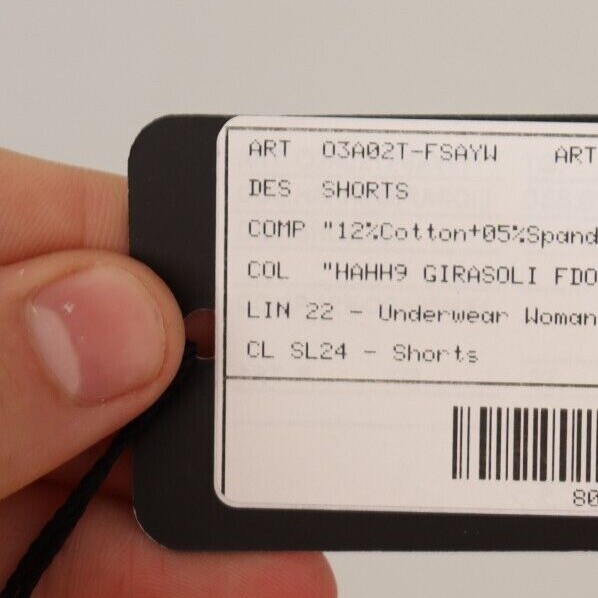 ART 03A02T-FSAYW ART
DES SHORTS
COMP "12%Cotton+05%Spand
COL "HAHH9 GIRASOLI FDO
LIN 22 - Underwear Woman
CL SL24 - Shorts
80